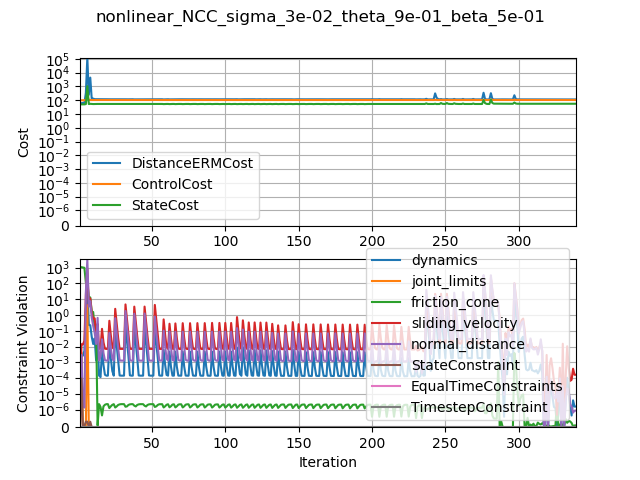 nonlinear_NCC_sigma_3e-02_theta_9e-01_beta_5e-01
Cost
10^5
10^4
10^3
10^2
10^1
10^0
10^-1
10^-2
10^-3
10^-4
10^-5
10^-6
0
DistanceERMCost
ControlCost
StateCost
50 100 150 200 250 300
Constraint Violation
10^3
10^2
10^1
10^0
10^-1
10^-2
10^-3
10^-4
10^-5
10^-6
0
dynamics
joint_limits
friction_cone
sliding_velocity
normal_distance
StateConstraint
EqualTimeConstraints
TimestepConstraint
50 100 150 200 250 300
Iteration